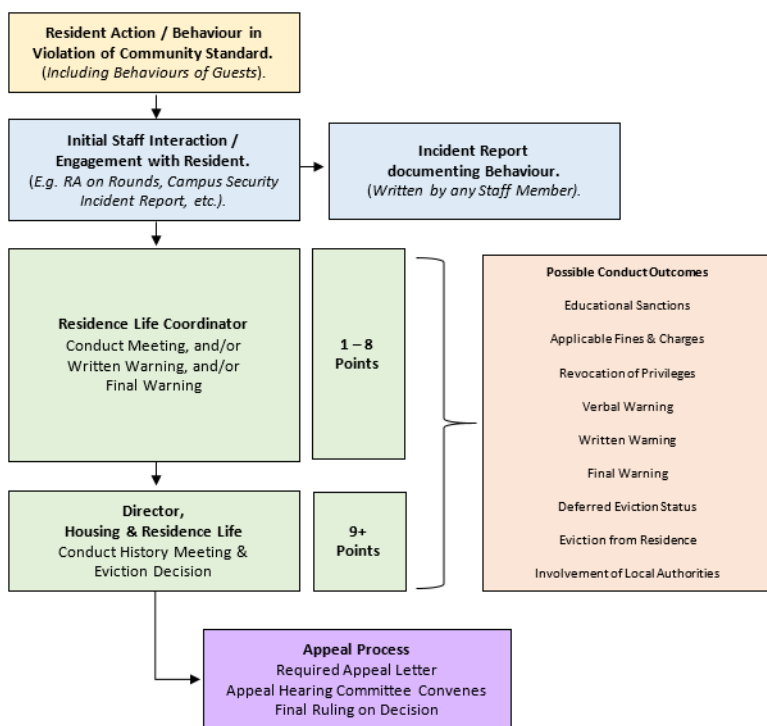 Resident Action / Behaviour in
Violation of Community Standard.
(Including Behaviours of Guests).
Initial Staff Interaction /
Engagement with Resident.
(E.g. RA on Rounds, Campus Security
Incident Report, etc.).
Incident Report
documenting Behaviour.
(Written by any Staff Member).
Residence Life Coordinator
Conduct Meeting, and/or
Written Warning, and/or
Final Warning
1 – 8
Points
Possible Conduct Outcomes
Educational Sanctions
Applicable Fines & Charges
Revocation of Privileges
Verbal Warning
Written Warning
Final Warning
Deferred Eviction Status
Eviction from Residence
Involvement of Local Authorities
Director,
Housing & Residence Life
Conduct History Meeting &
Eviction Decision
9+
Points
Appeal Process
Required Appeal Letter
Appeal Hearing Committee Convenes
Final Ruling on Decision